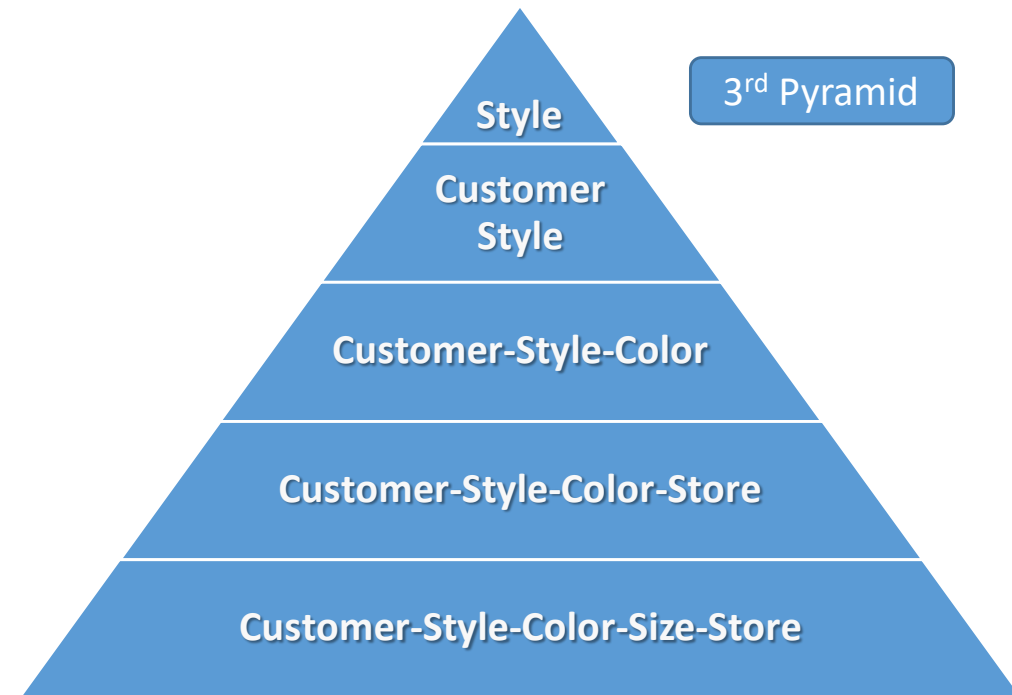 3rd Pyramid
Style
Customer
Style
Customer-Style-Color
Customer-Style-Color-Store
Customer-Style-Color-Size-Store